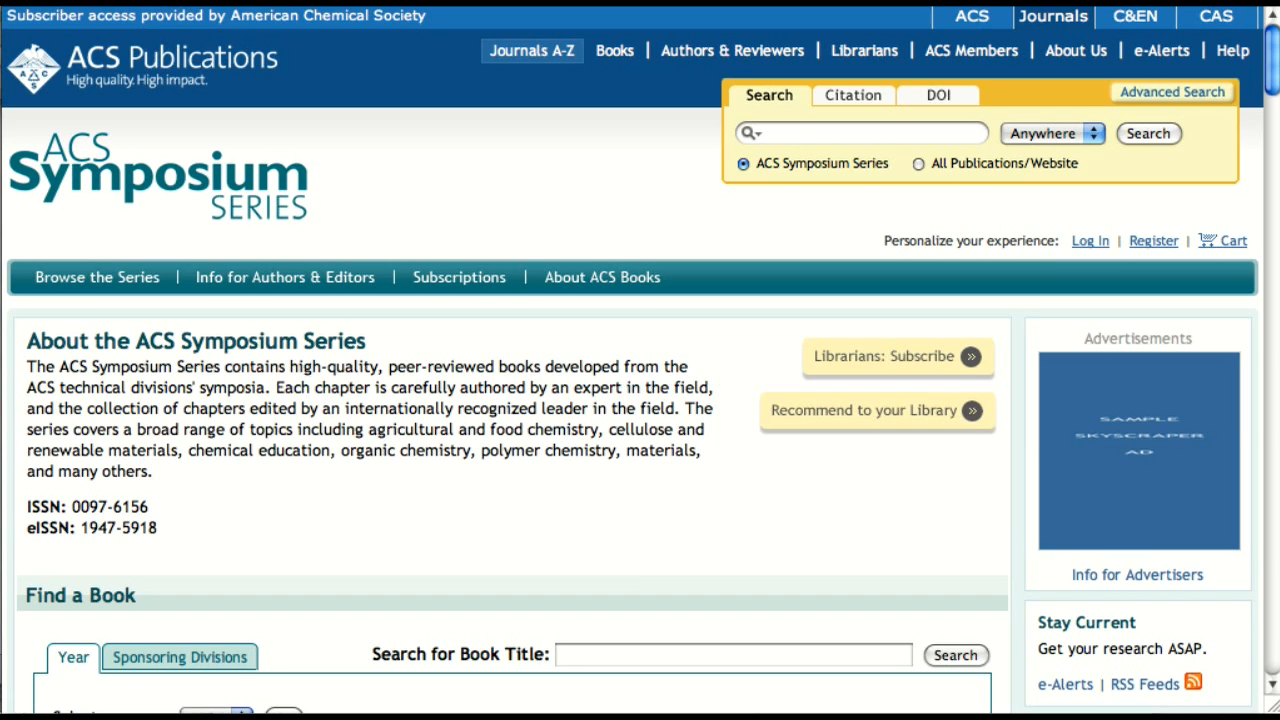 Subscriber access provided by American Chemical Society
ACS Journals C&EN CAS
ACS Publications
High quality. High impact.
A C S
Journals A-Z Books | Authors & Reviewers | Librarians | ACS Members | About Us | e-Alerts | Help
Search Citation DOI Advanced Search
Anywhere Search
ACS Symposium Series All Publications/Website
ACS
Symposium
SERIES
Personalize your experience: Log In | Register | Cart
Browse the Series | Info for Authors & Editors | Subscriptions | About ACS Books
About the ACS Symposium Series
The ACS Symposium Series contains high-quality, peer-reviewed books developed from the
ACS technical divisions' symposia. Each chapter is carefully authored by an expert in the field,
and the collection of chapters edited by an internationally recognized leader in the field. The
series covers a broad range of topics including agricultural and food chemistry, cellulose and
renewable materials, chemical education, organic chemistry, polymer chemistry, materials,
and many others.
ISSN: 0097-6156
eISSN: 1947-5918
Librarians: Subscribe
Recommend to your Library
Advertisements
SAMPLE
SKYSCRAPER
AD
Info for Advertisers
Find a Book
Year Sponsoring Divisions Search for Book Title: Search
Stay Current
Get your research ASAP.
e-Alerts | RSS Feeds